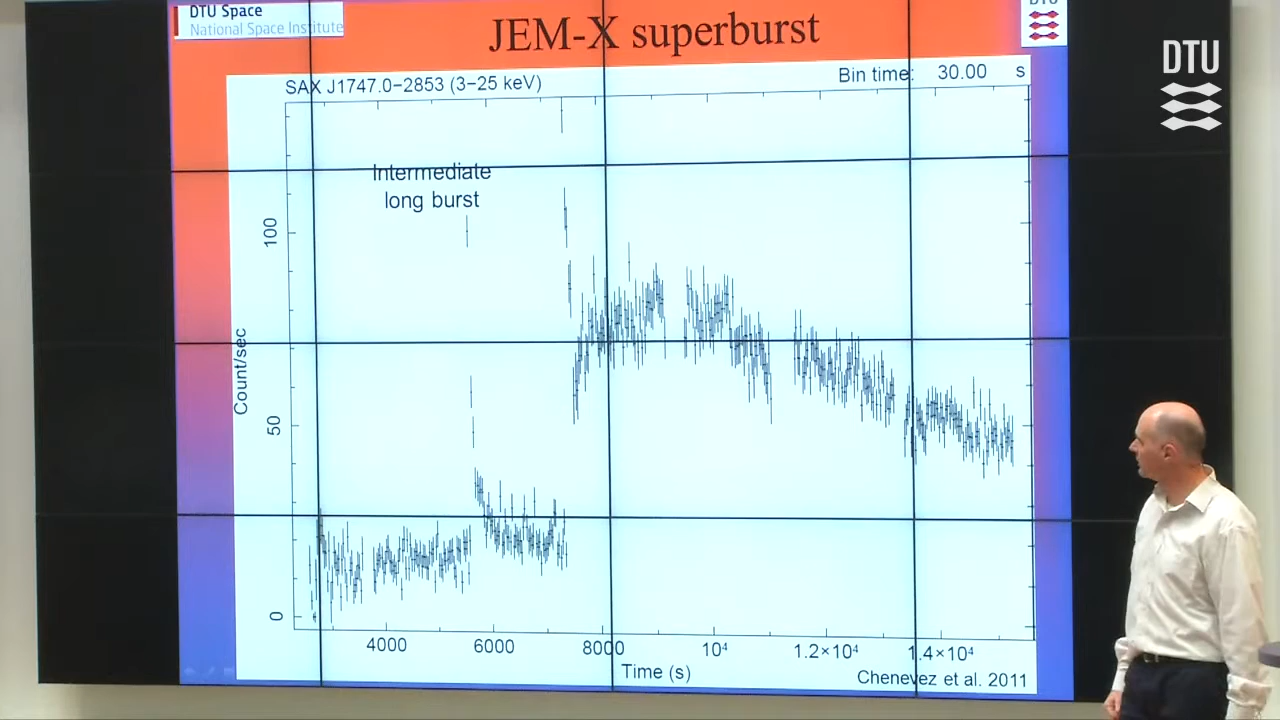 DTU Space
National Space Institute
JEM-X superburst
DTU
DTU
SAX J1747.0−2853 (3−25 keV)
Bin time: 30.00 s
Intermediate
long burst
100
50
0
Count/sec
4000 6000 8000 10⁴ 1.2×10⁴ 1.4×10⁴
Time (s)
Chenevez et al. 2011